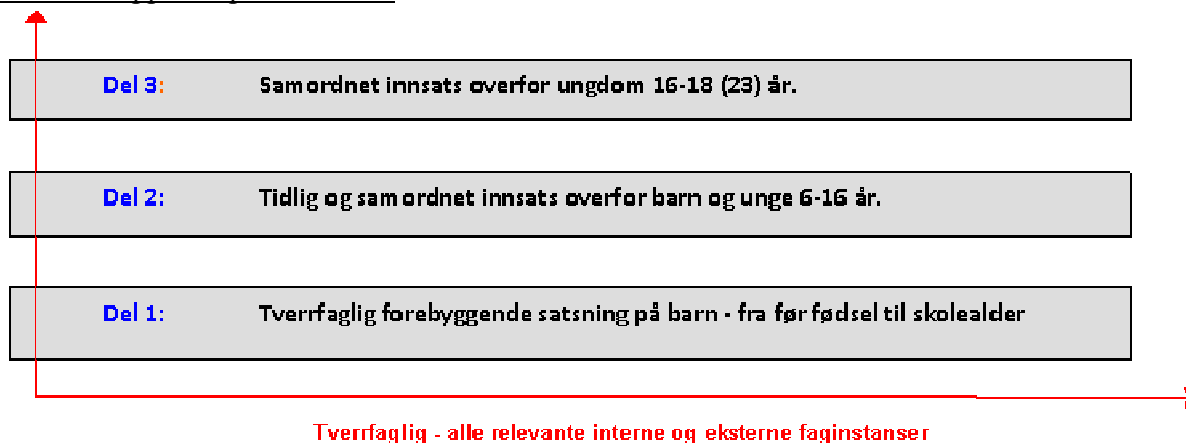 Del 3: Samordnet innsats overfor ungdom 16-18 (23) år.
Del 2: Tidlig og samordnet innsats overfor barn og unge 6-16 år.
Del 1: Tverrfaglig forebyggende satsning på barn - fra før fødsel til skolealder
Tverrfaglig - alle relevante interne og eksterne faginstanser